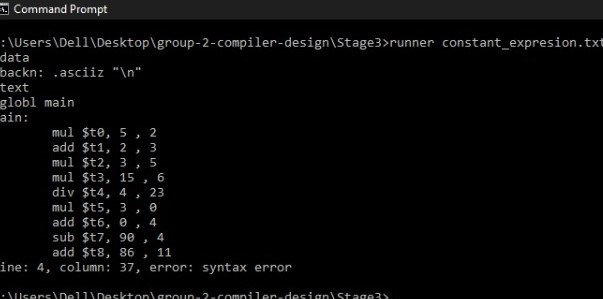 Command Prompt
:\Users\Dell\Desktop\group-2-compiler-design\Stage3>runner constant_expresion.txt
data
backn: .asciiz "\n"
text
globl main
ain:
mul $t0, 5 , 2
add $t1, 2 , 3
mul $t2, 3 , 5
mul $t3, 15 , 6
div $t4, 4 , 23
mul $t5, 3 , 0
add $t6, 0 , 4
sub $t7, 90 , 4
add $t8, 86 , 11
ine: 4, column: 37, error: syntax error
:\Users\Dell\Desktop\group-2-compiler-design\Stage3>